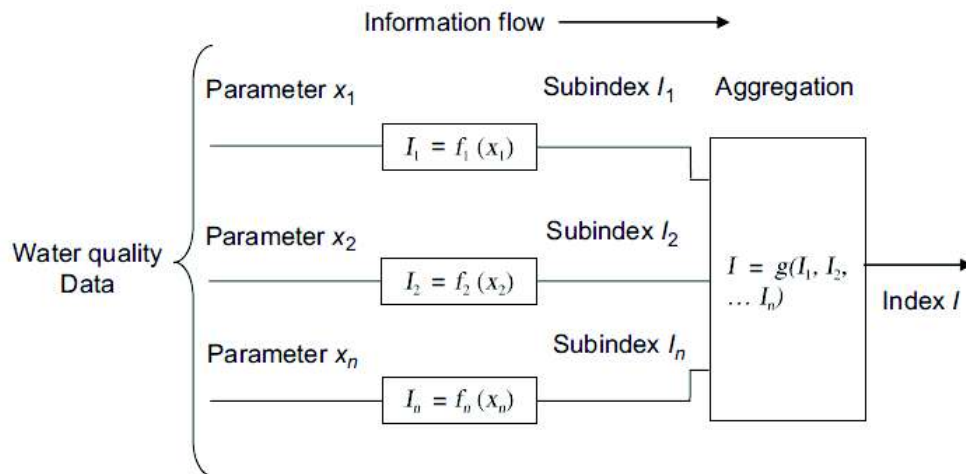 Information flow
Parameter x₁
Subindex I₁
Aggregation
I₁ = f₁ (x₁)
Parameter x₂
Subindex I₂
Water quality
Data
I₂ = f₂ (x₂)
I = g(I₁, I₂,
... Iₙ)
Index I
Parameter xₙ
Subindex Iₙ
Iₙ = fₙ (xₙ)